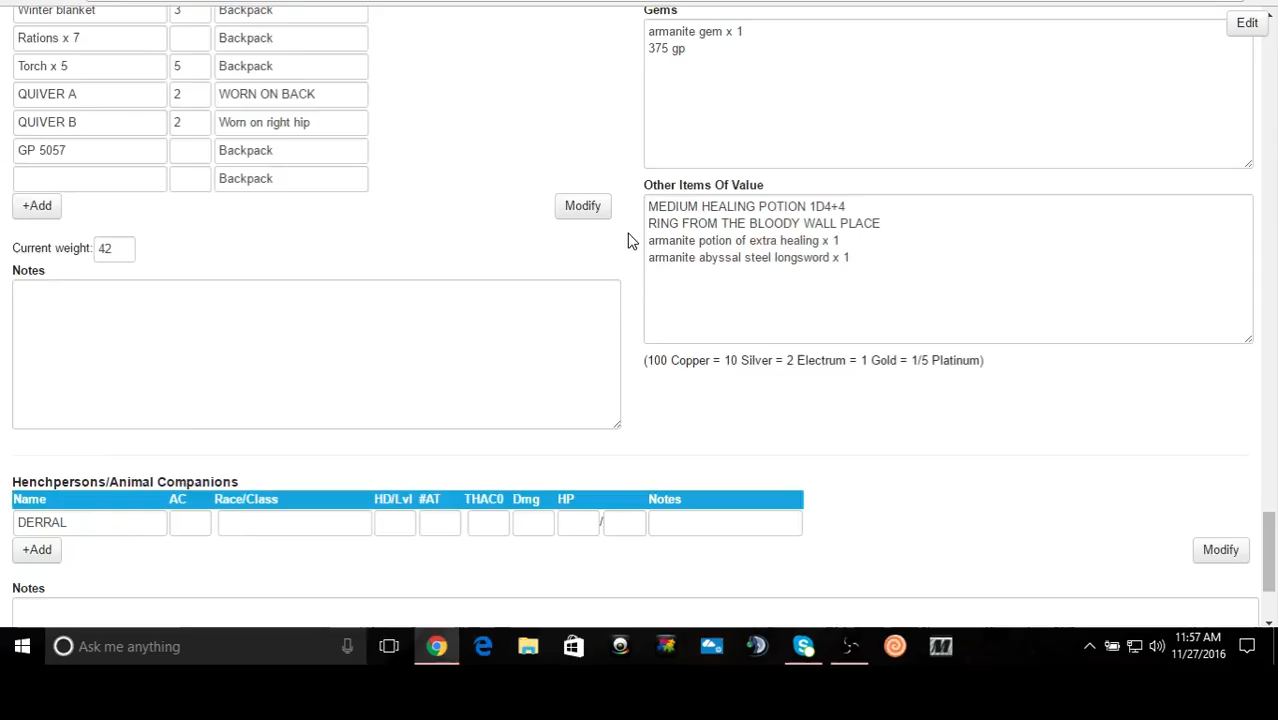 Winter blanket 3 Backpack
Rations x 7 Backpack
Torch x 5 5 Backpack
QUIVER A 2 WORN ON BACK
QUIVER B 2 Worn on right hip
GP 5057 Backpack
Backpack
+Add Modify
Current weight: 42
Notes
Gems
Edit
armanite gem x 1
375 gp
Other Items Of Value
MEDIUM HEALING POTION 1D4+4
RING FROM THE BLOODY WALL PLACE
armanite potion of extra healing x 1
armanite abyssal steel longsword x 1
(100 Copper = 10 Silver = 2 Electrum = 1 Gold = 1/5 Platinum)
Henchpersons/Animal Companions
Name AC Race/Class HD/Lvl #AT THAC0 Dmg HP Notes
DERRAL /
+Add Modify
Notes
Ask me anything
11:57 AM
11/27/2016